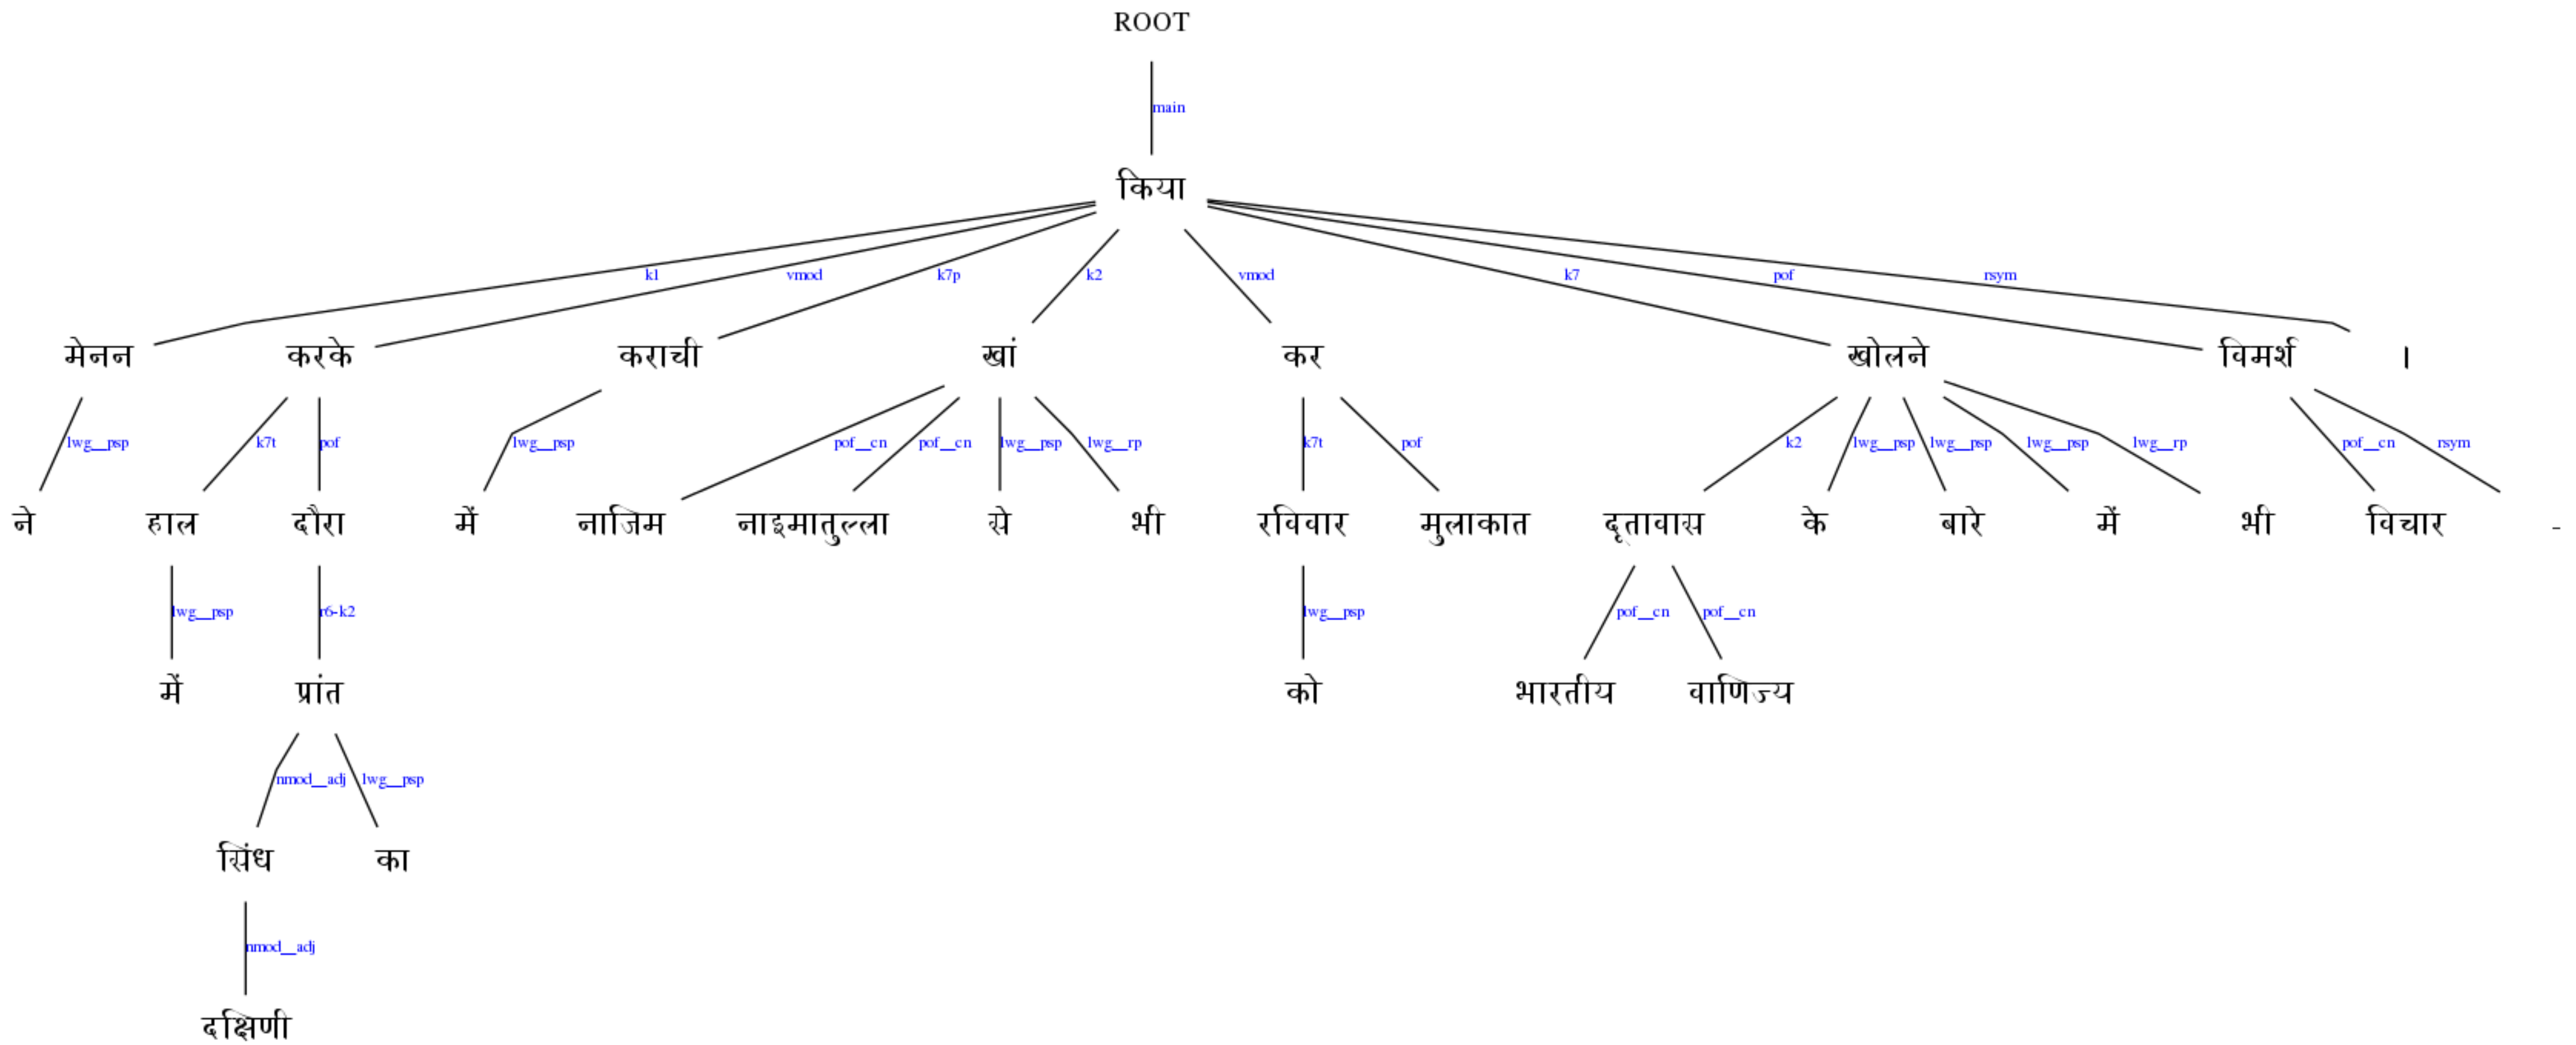 ROOT
main
किया
k1 vmod k7p k2 vmod k7 pof rsym
मेनन करके कराची खां कर खोलने विमर्श ।
lwg__psp k7t pof lwg__psp pof__cn pof__cn lwg__psp lwg__rp k7t pof k2 lwg__psp lwg__psp lwg__psp lwg__rp pof__cn rsym
ने हाल दौरा में नाजिम नाइमातुल्ला से भी रविवार मुलाकात दूतावास के बारे में भी विचार -
lwg__psp r6-k2 lwg__psp pof__cn pof__cn
में प्रांत को भारतीय वाणिज्य
nmod__adj lwg__psp
सिंध का
nmod__adj
दक्षिणी